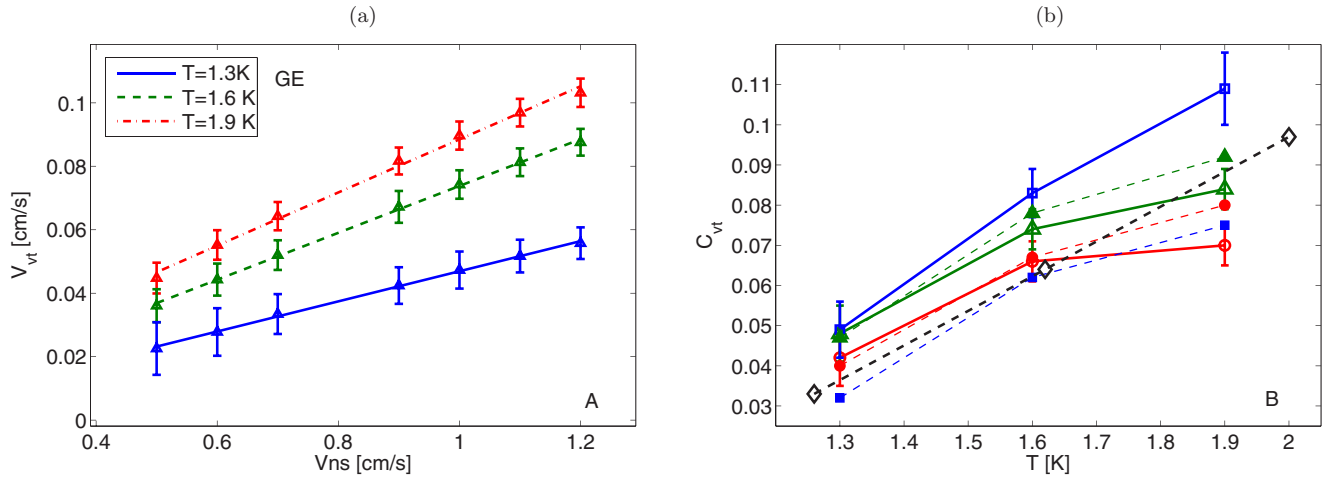 (a)
V_vt [cm/s]
0.1
0.08
0.06
0.04
0.02
0
T=1.3K
T=1.6 K
T=1.9 K
GE
A
0.4
0.6
0.8
1
1.2
Vns [cm/s]
(b)
C_vt
0.11
0.1
0.09
0.08
0.07
0.06
0.05
0.04
0.03
B
1.3
1.4
1.5
1.6
1.7
1.8
1.9
2
T [K]